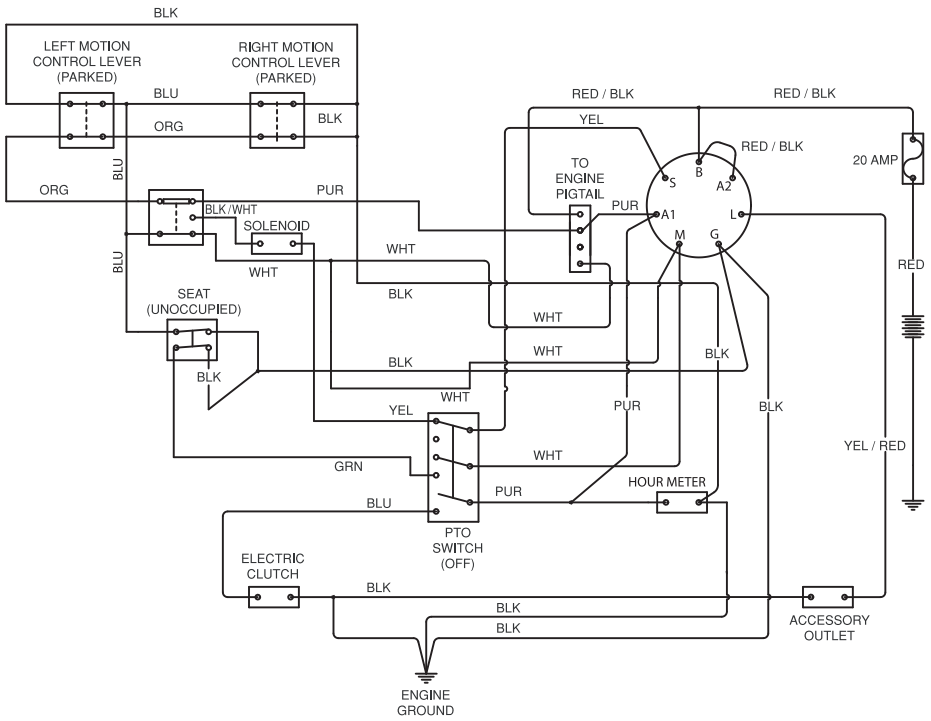 BLK
LEFT MOTION
CONTROL LEVER
(PARKED)
RIGHT MOTION
CONTROL LEVER
(PARKED)
BLU
BLK
ORG
RED / BLK
RED / BLK
YEL
TO
ENGINE
PIGTAIL
B
RED / BLK
20 AMP
S
A2
BLU
ORG
PUR
PUR
A1
L
BLK / WHT
SOLENOID
M
G
WHT
WHT
BLU
RED
SEAT
(UNOCCUPIED)
BLK
WHT
WHT
BLK
BLK
BLK
WHT
PUR
BLK
YEL
YEL / RED
GRN
WHT
HOUR METER
PUR
BLU
PTO
SWITCH
(OFF)
ELECTRIC
CLUTCH
BLK
BLK
BLK
ACCESSORY
OUTLET
ENGINE
GROUND